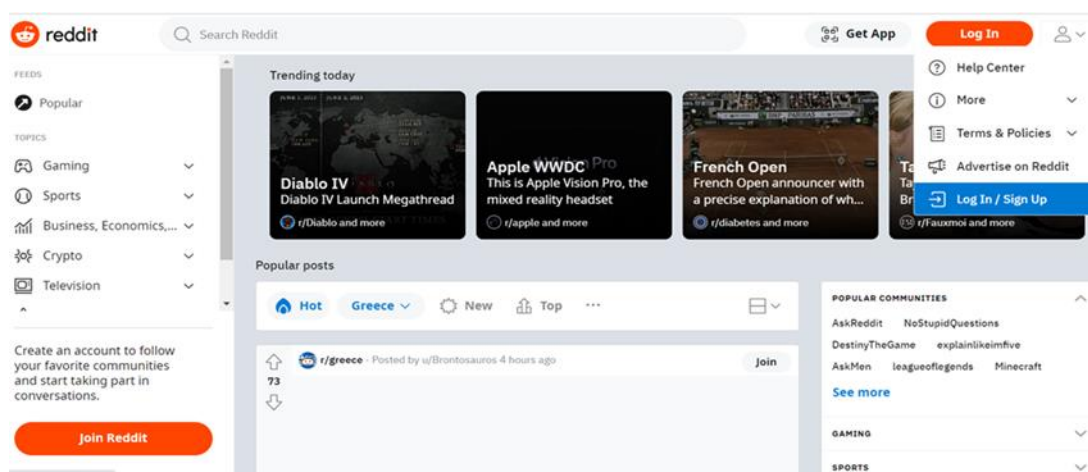 reddit
Search Reddit
Get App
Log In
FEEDS
Popular
TOPICS
Gaming
Sports
Business, Economics,...
Crypto
Television
Create an account to follow
your favorite communities
and start taking part in
conversations.
Join Reddit
Trending today
Diablo IV
Diablo IV Launch Megathread
r/Diablo and more
Apple WWDC
This is Apple Vision Pro, the
mixed reality headset
r/apple and more
French Open
French Open announcer with
a precise explanation of wh...
r/diabetes and more
Ta
Ta
Br
r/Fauxmoi and more
Help Center
More
Terms & Policies
Advertise on Reddit
Log In / Sign Up
Popular posts
Hot
Greece
New
Top
...
r/greece · Posted by u/Brontosauros 4 hours ago
Join
73
POPULAR COMMUNITIES
AskReddit NoStupidQuestions
DestinyTheGame explainlikeimfive
AskMen leagueoflegends Minecraft
See more
GAMING
SPORTS